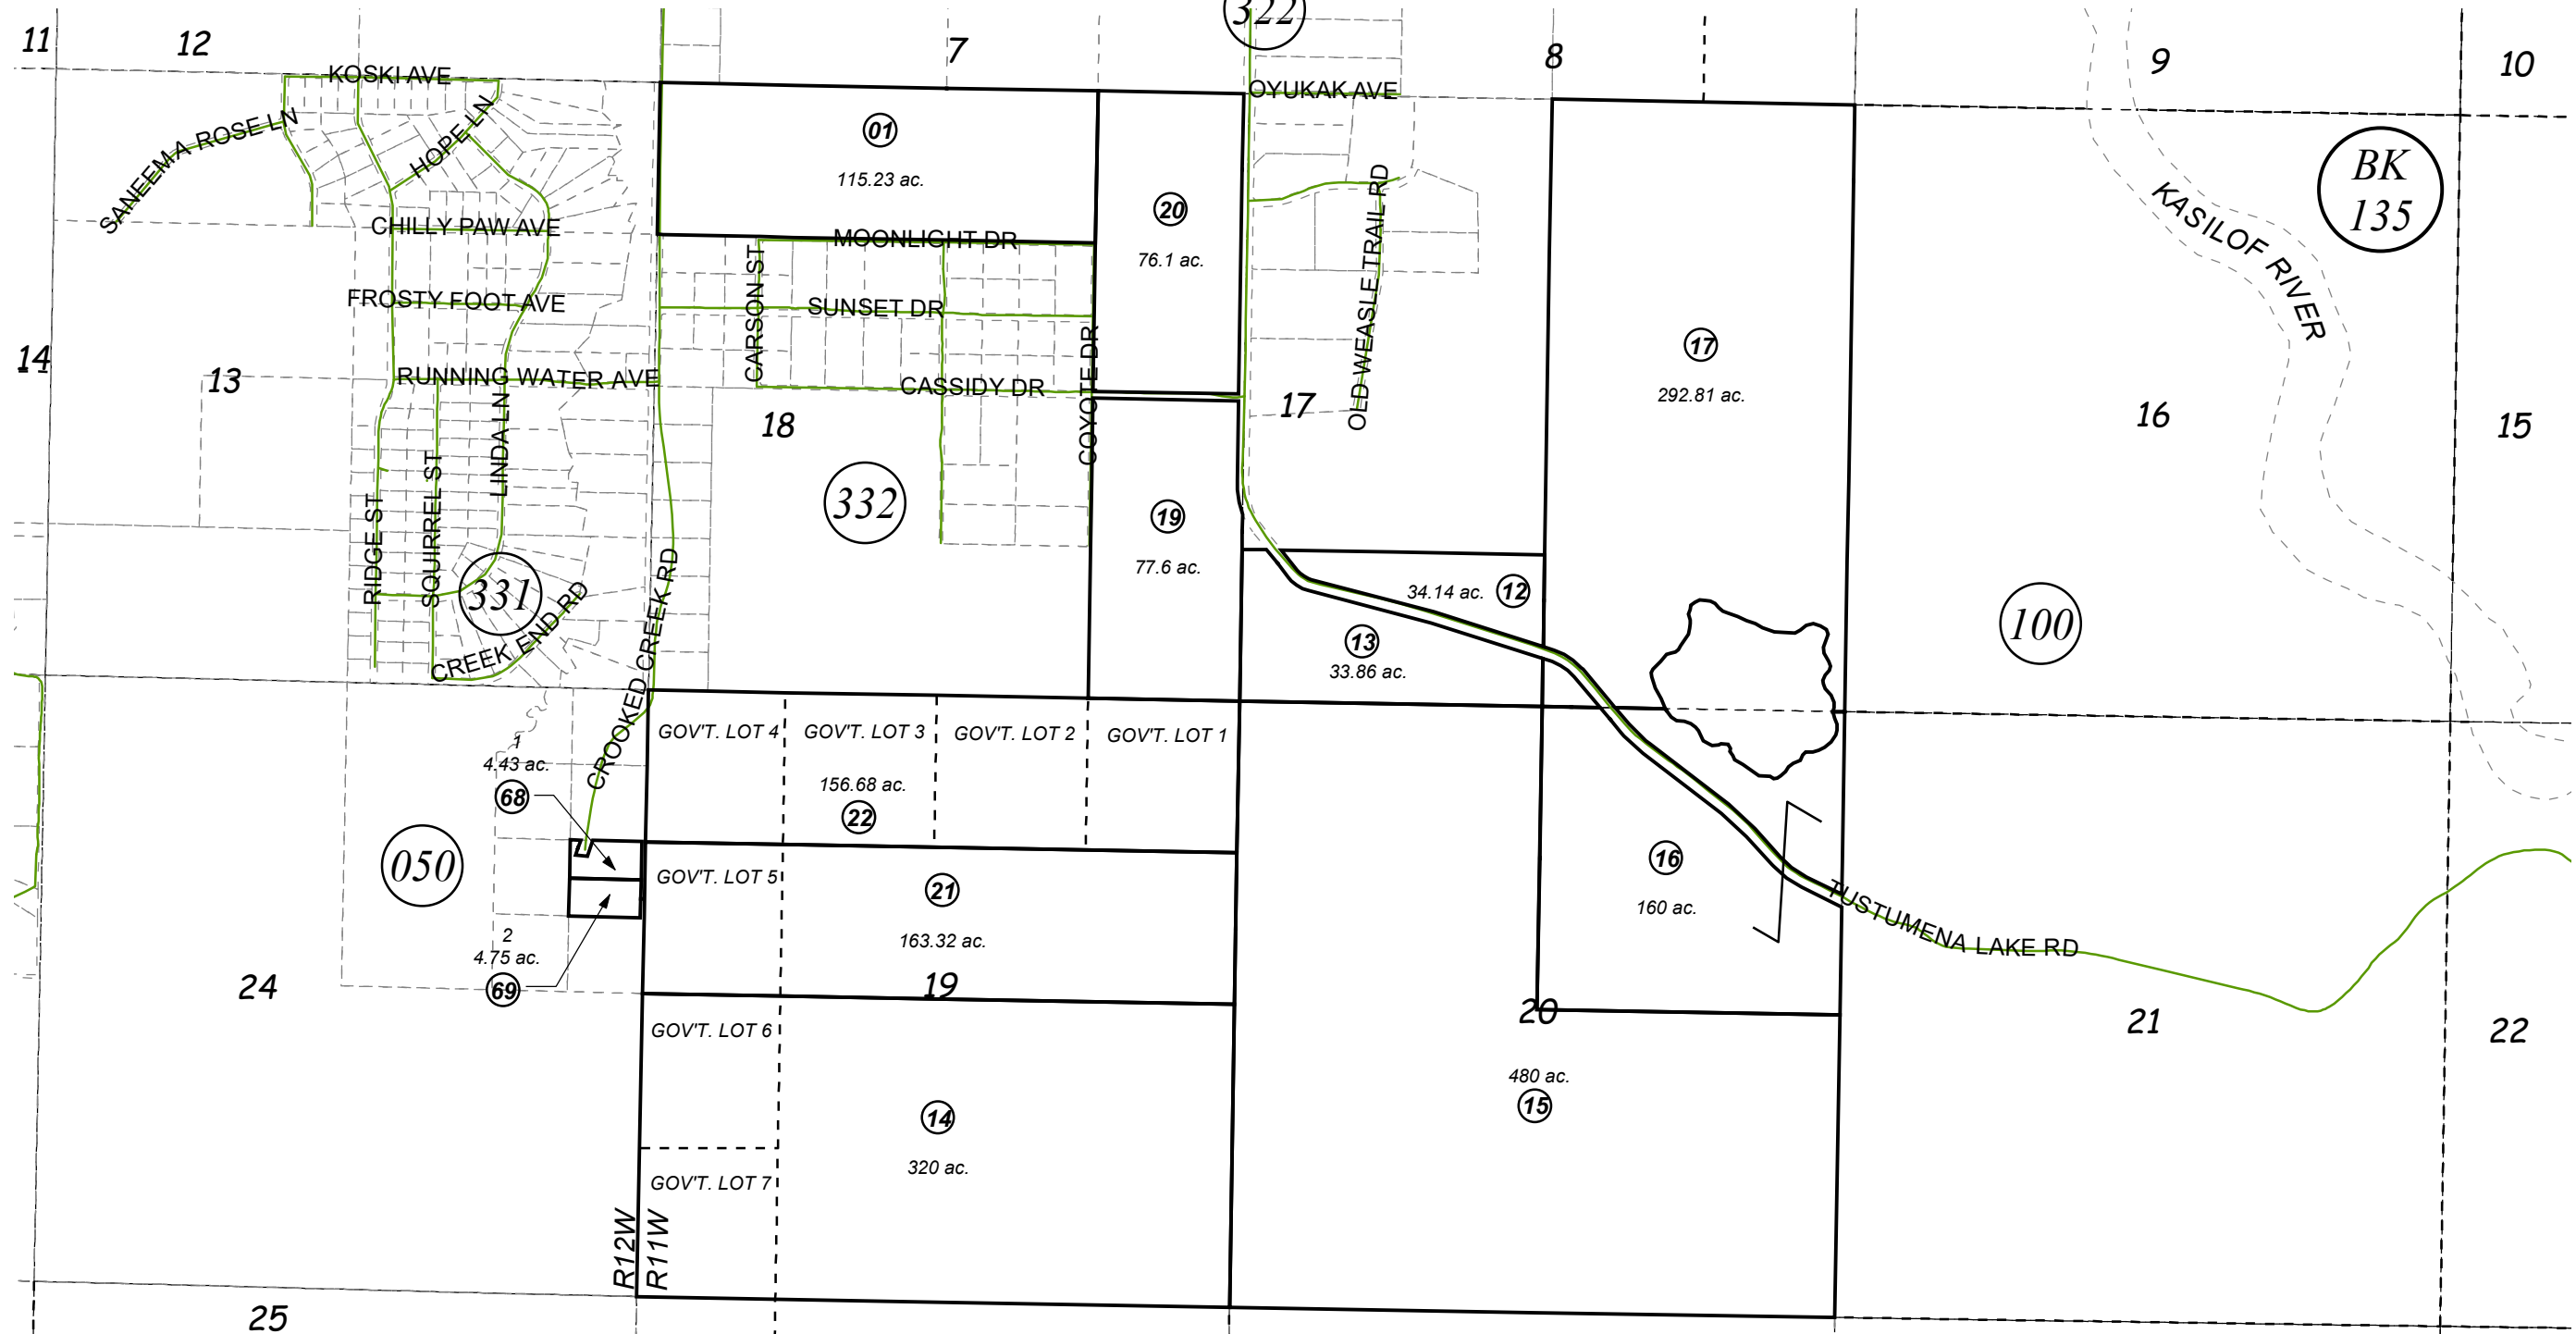 322
11
12
7
8
9
10
KOSKI AVE
OYUKAK AVE
SANEEMA ROSE LN
HOPE LN
01
115.23 ac.
20
76.1 ac.
BK
135
KASILOF RIVER
CHILLY PAW AVE
MOONLIGHT DR
CARSON ST
OLD WEASLE TRAIL RD
FROSTY FOOT AVE
SUNSET DR
17
292.81 ac.
14
13
RUNNING WATER AVE
CASSIDY DR
COYOTE DR
18
17
16
15
LINDA LN
RIDGE ST
SQUIRREL ST
332
19
77.6 ac.
331
CREEK END RD
CROOKED CREEK RD
34.14 ac.
12
13
33.86 ac.
100
GOV'T. LOT 4
GOV'T. LOT 3
GOV'T. LOT 2
GOV'T. LOT 1
156.68 ac.
22
1
4.43 ac.
68
050
GOV'T. LOT 5
21
163.32 ac.
16
160 ac.
TUSTUMENA LAKE RD
2
4.75 ac.
69
24
19
20
21
22
GOV'T. LOT 6
14
320 ac.
480 ac.
15
GOV'T. LOT 7
R12W
R11W
25